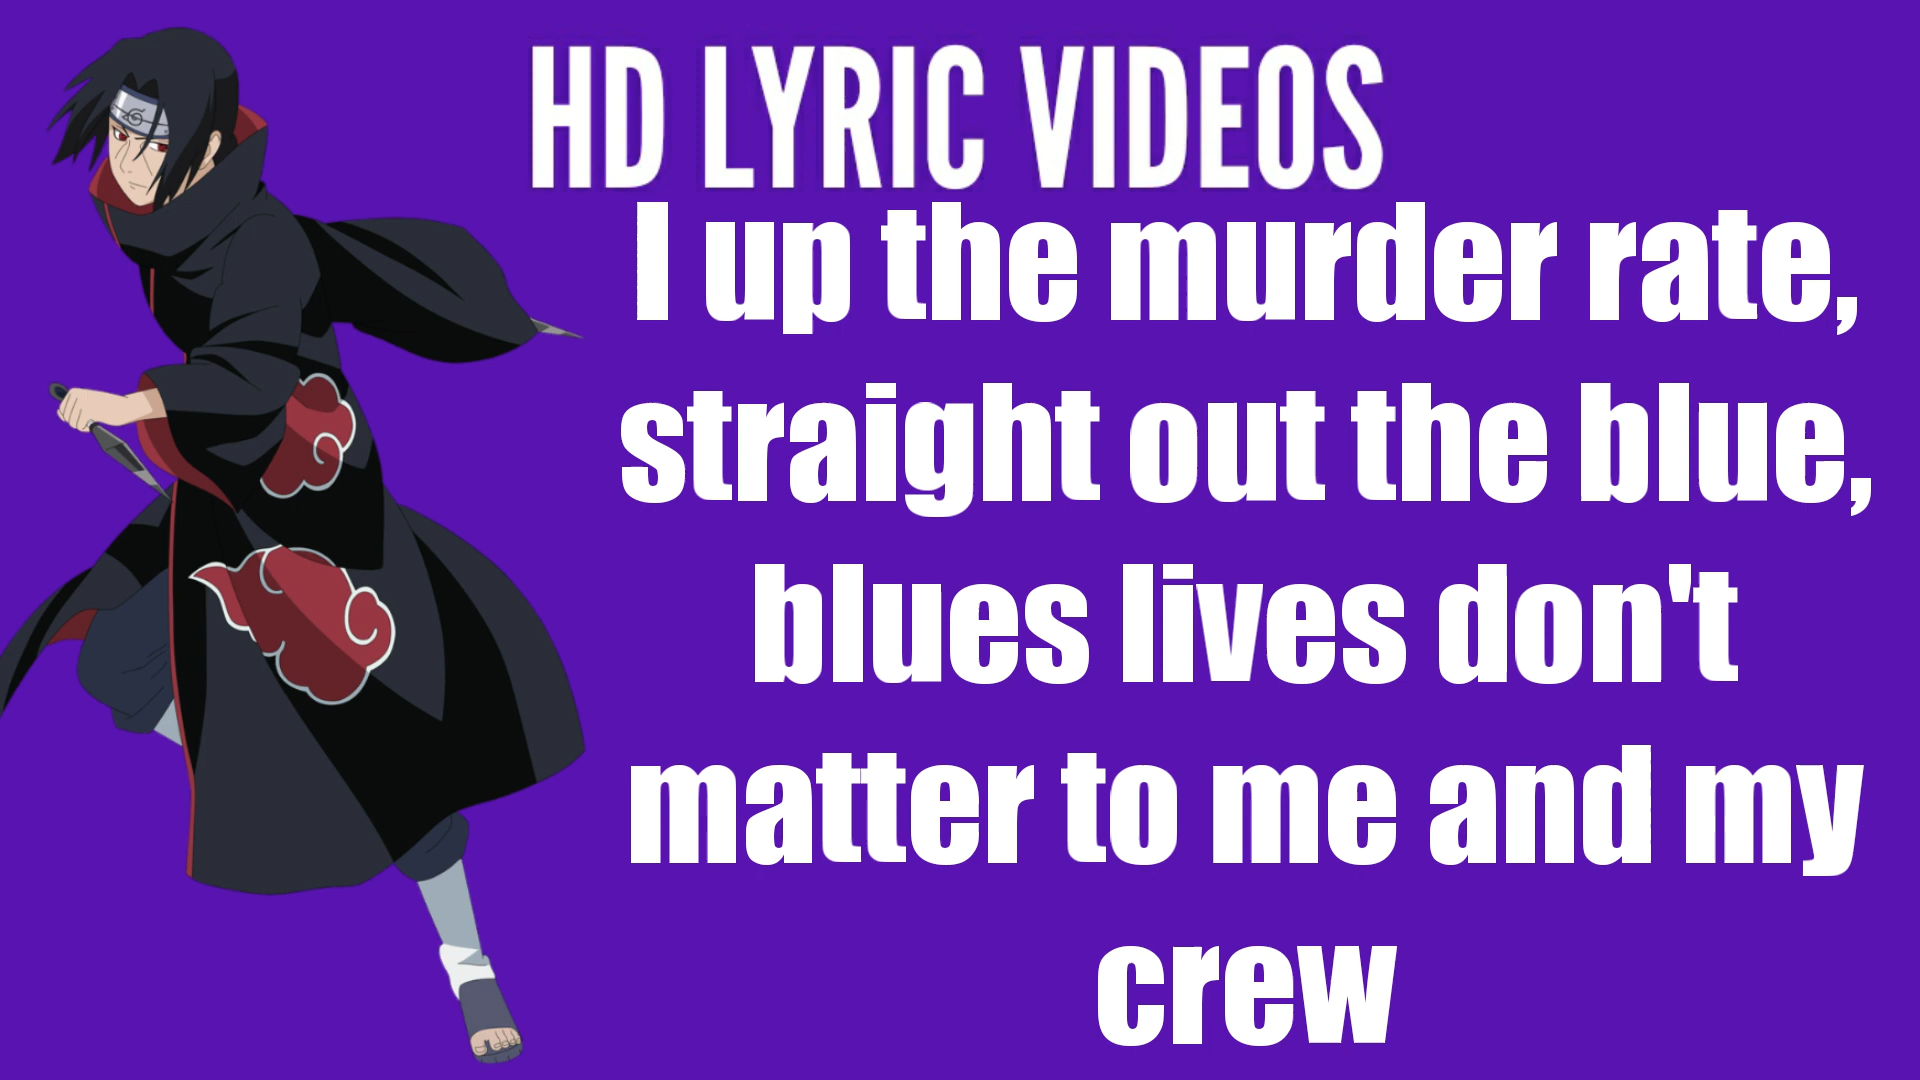 HD LYRIC VIDEOS
I up the murder rate,
straight out the blue,
blues lives don't
matter to me and my
crew